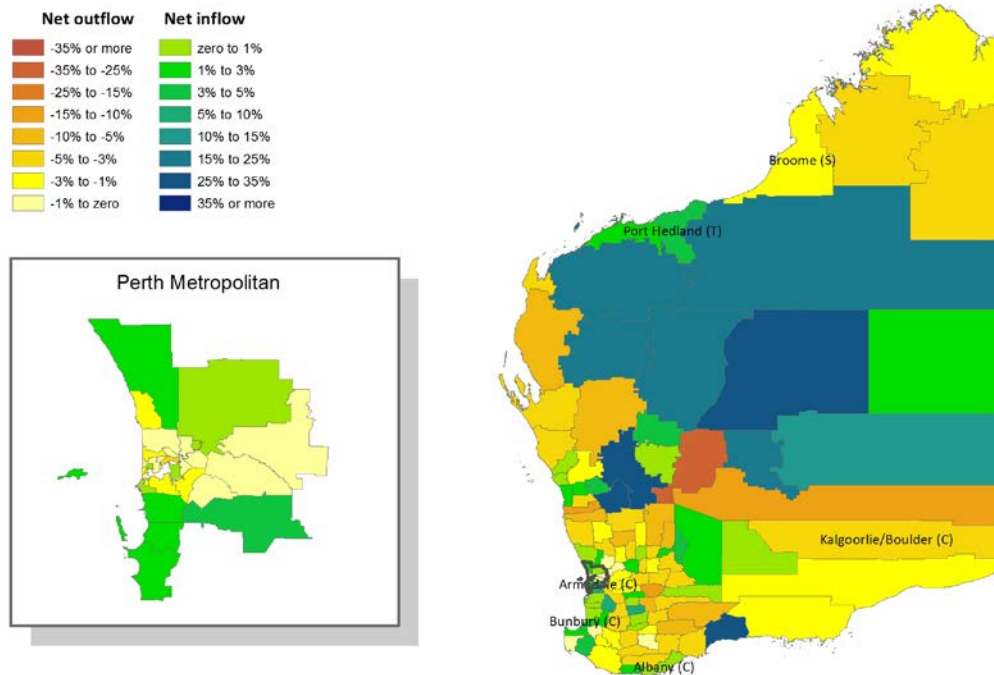 Net outflow
Net inflow
-35% or more
zero to 1%
-35% to -25%
1% to 3%
-25% to -15%
3% to 5%
-15% to -10%
5% to 10%
-10% to -5%
10% to 15%
-5% to -3%
15% to 25%
-3% to -1%
25% to 35%
-1% to zero
35% or more
Perth Metropolitan
Broome (S)
Port Hedland (T)
Kalgoorlie/Boulder (C)
Armadale (C)
Bunbury (C)
Albany (C)